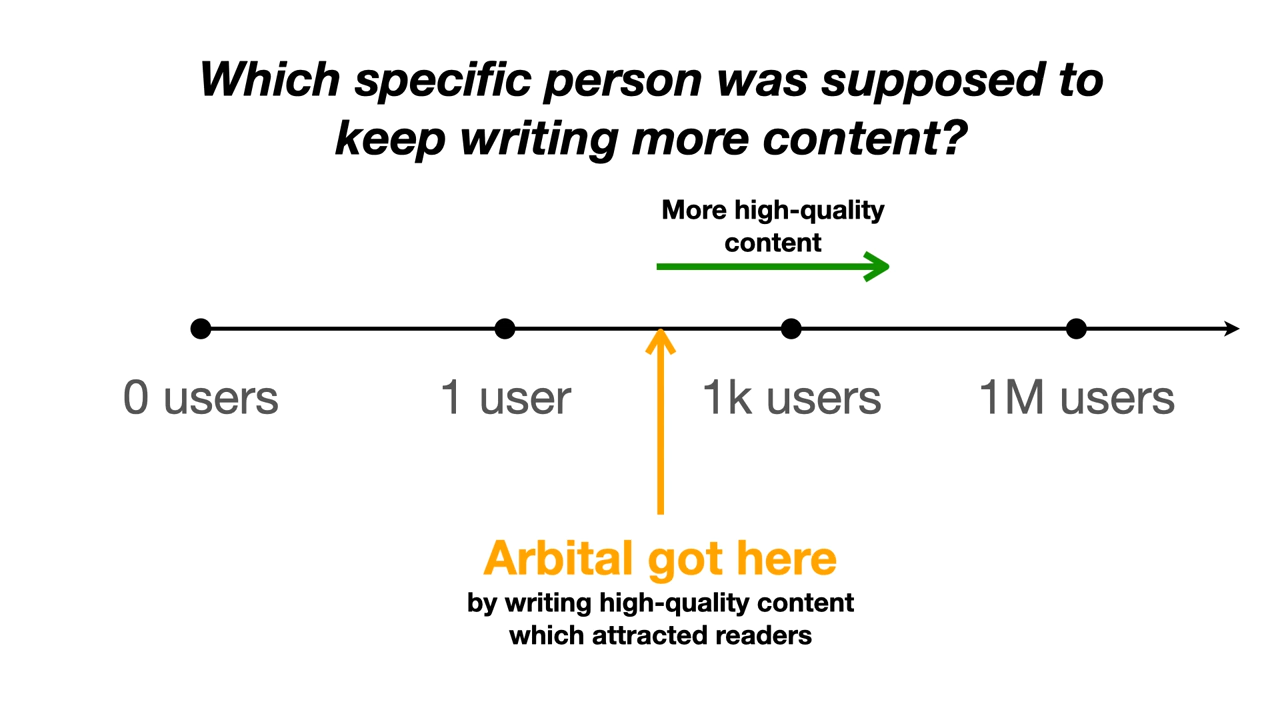 Which specific person was supposed to
keep writing more content?
More high-quality
content
0 users
1 user
1k users
1M users
Arbital got here
by writing high-quality content
which attracted readers